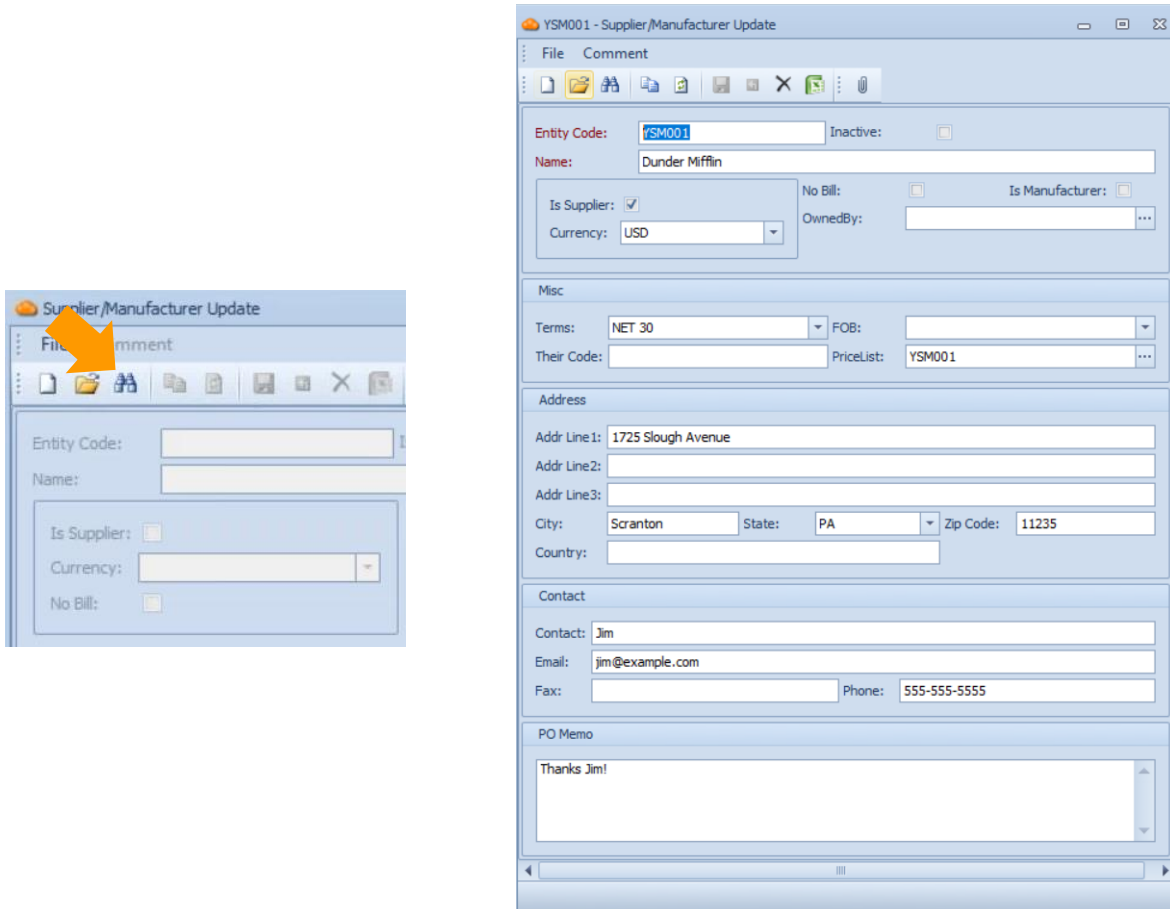 Supplier/Manufacturer Update
Entity Code:
Name:
Is Supplier:
Currency:
No Bill:
YSM001 - Supplier/Manufacturer Update
File Comment
Entity Code: YSM001 Inactive:
Name: Dunder Mifflin
No Bill: Is Manufacturer:
Is Supplier:
OwnedBy:
Currency: USD
Misc
Terms: NET 30 FOB:
Their Code: PriceList: YSM001
Address
Addr Line1: 1725 Slough Avenue
Addr Line2:
Addr Line3:
City: Scranton State: PA Zip Code: 11235
Country:
Contact
Contact: Jim
Email: jim@example.com
Fax: Phone: 555-555-5555
PO Memo
Thanks Jim!